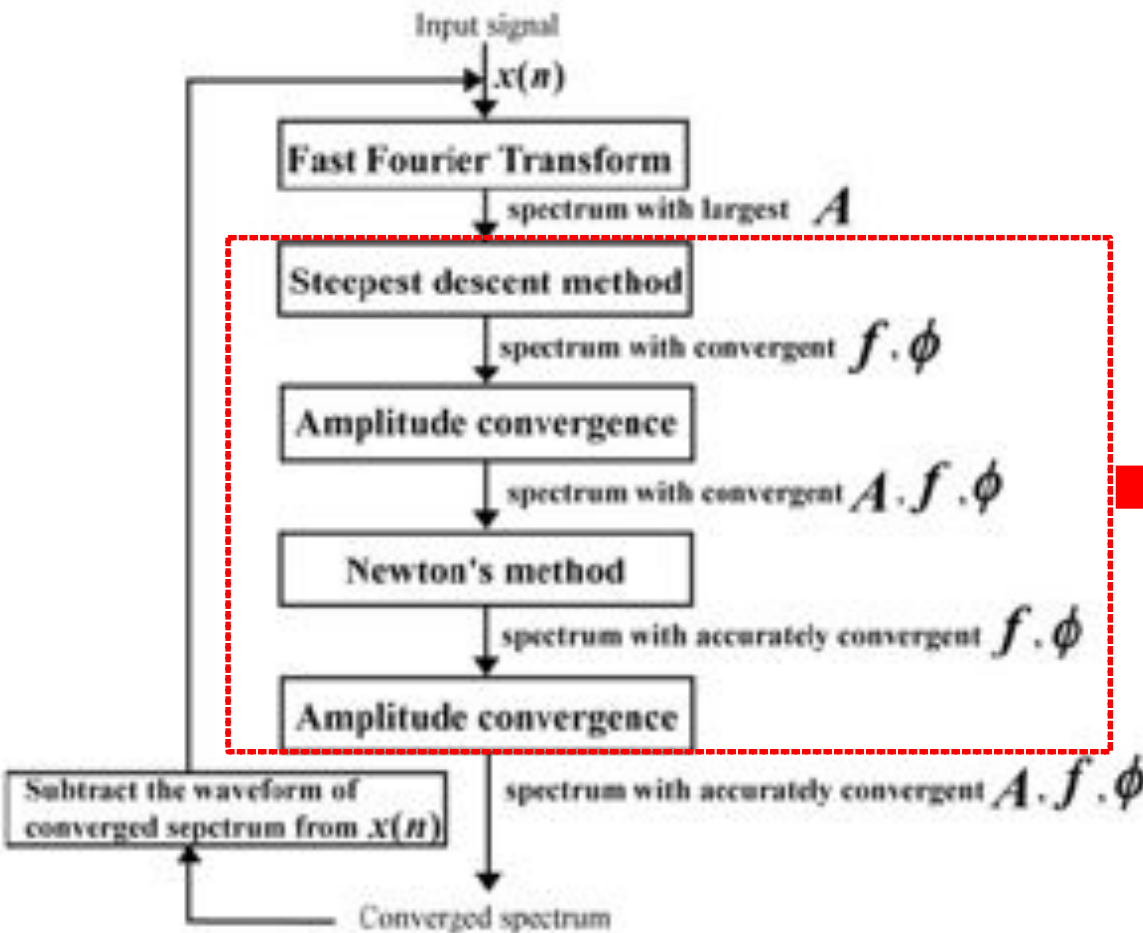 Input signal
x(n)
Fast Fourier Transform
spectrum with largest A
Steepest descent method
spectrum with convergent f , ϕ
Amplitude convergence
spectrum with convergent A , f , ϕ
Newton's method
spectrum with accurately convergent f , ϕ
Amplitude convergence
spectrum with accurately convergent A , f , ϕ
Subtract the waveform of
converged sepctrum from x(n)
Converged spectrum